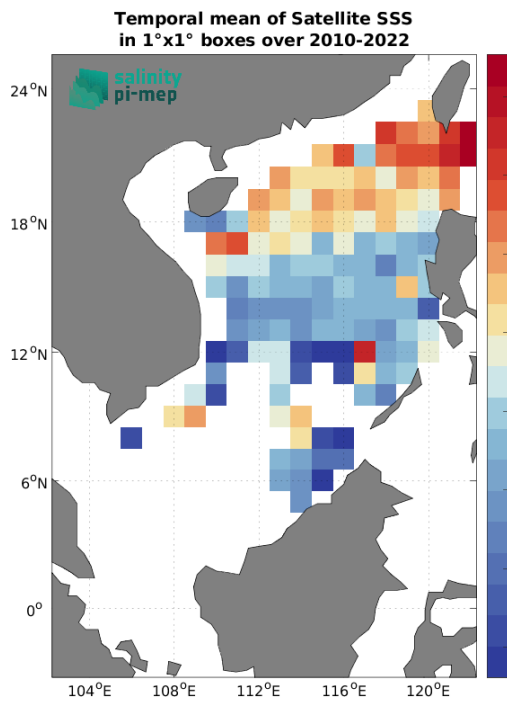 Temporal mean of Satellite SSS
in 1°x1° boxes over 2010-2022
salinity
pi-mep
24°N
18°N
12°N
6°N
0°
104°E
108°E
112°E
116°E
120°E